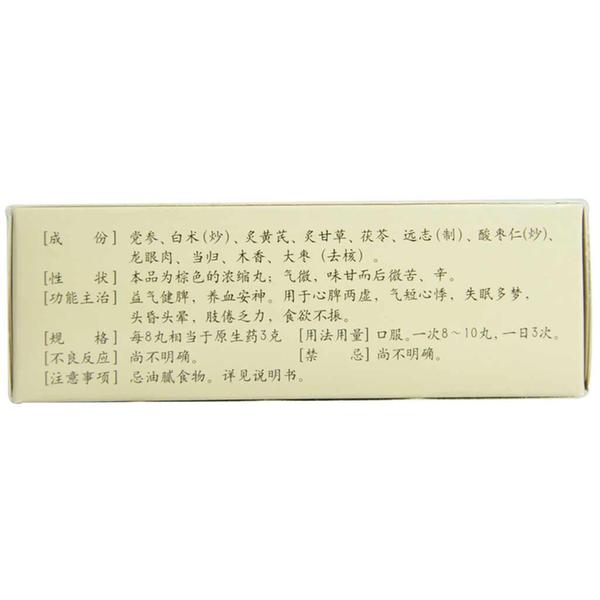 [成　份] 党参、白术(炒)、炙黄芪、炙甘草、茯苓、远志(制)、酸枣仁(炒)、
龙眼肉、当归、木香、大枣（去核）。
[性　状] 本品为棕色的浓缩丸；气微，味甘而后微苦、辛。
[功能主治] 益气健脾，养血安神。用于心脾两虚，气短心悸，失眠多梦，
头昏头晕，肢倦乏力，食欲不振。
[规　格] 每8丸相当于原生药3克 [用法用量] 口服。一次8～10丸，一日3次。
[不良反应] 尚不明确。 [禁　忌] 尚不明确。
[注意事项] 忌油腻食物。详见说明书。